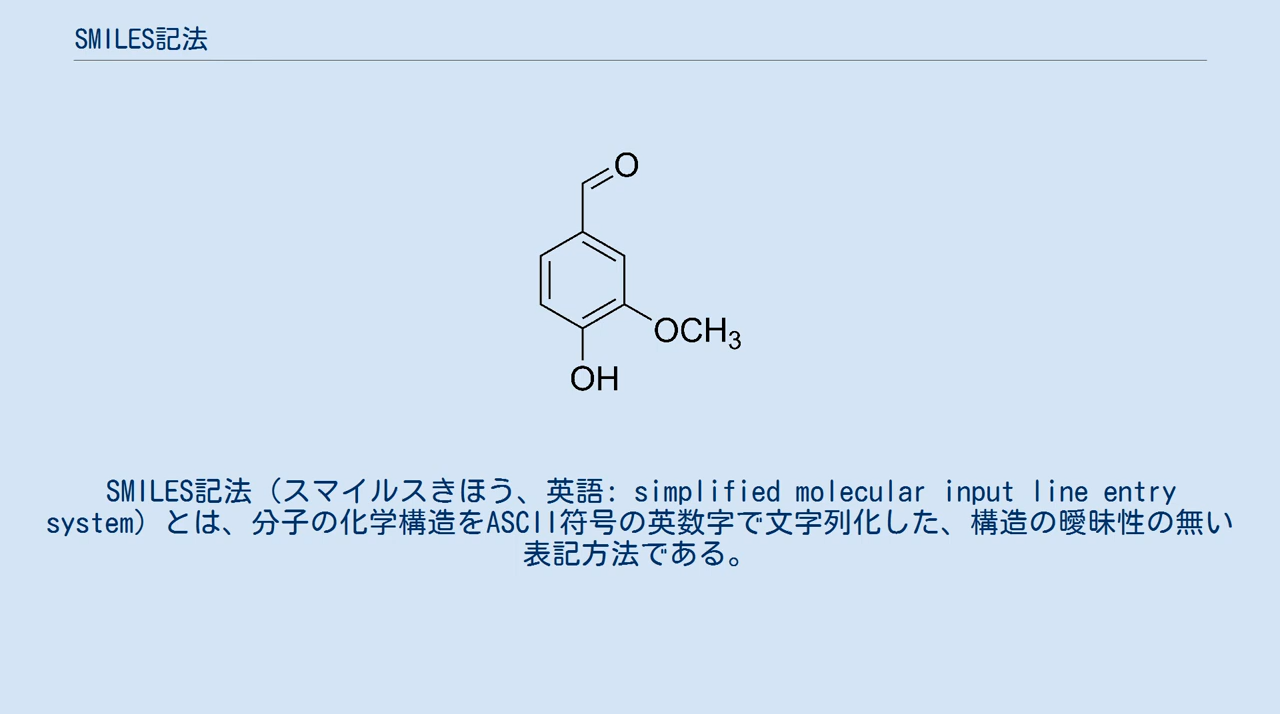 SMILES記法
O
OCH3
OH
SMILES記法（スマイルスきほう、英語: simplified molecular input line entry
system）とは、分子の化学構造をASCII符号の英数字で文字列化した、構造の曖昧性の無い
表記方法である。